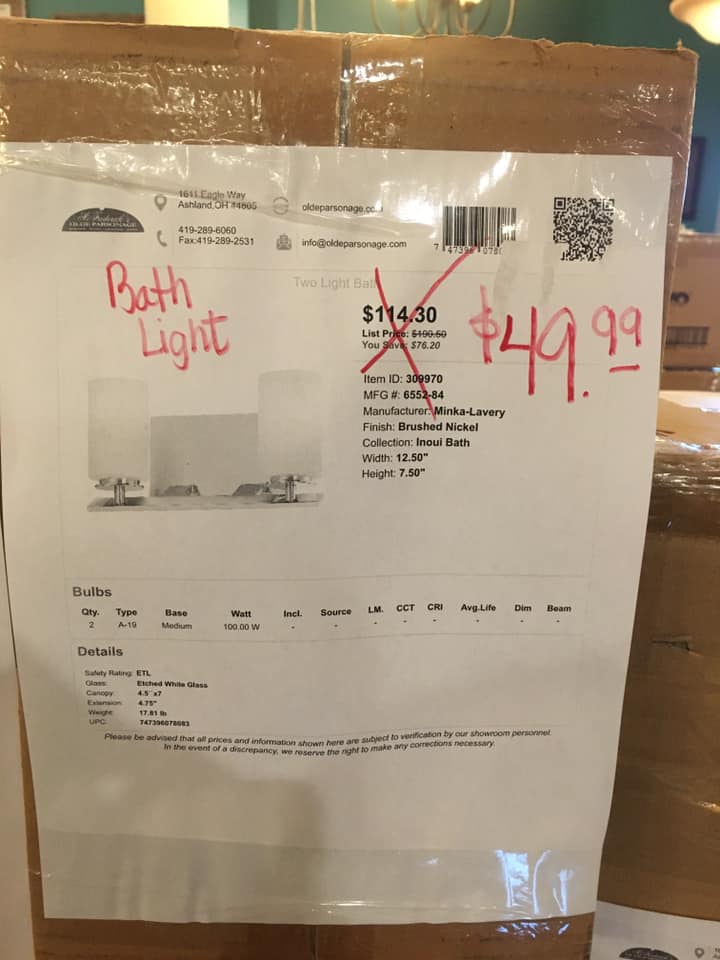 1611 Eagle Way
Ashland,OH 44805
419-289-6060
Fax:419-289-2531
oldeparsonage.com
info@oldeparsonage.com
OLDE PARSONAGE
7 47396 0786
Two Light Bath
Bath
Light
$114.30
List Price: $190.50
You Save: $76.20
$49.99
Item ID: 309970
MFG #: 6552-84
Manufacturer: Minka-Lavery
Finish: Brushed Nickel
Collection: Inoui Bath
Width: 12.50"
Height: 7.50"
Bulbs
Qty. Type Base Watt Incl. Source LM. CCT CRI Avg.Life Dim Beam
2 A-19 Medium 100.00 W - - - - - - - -
Details
Safety Rating: ETL
Glass: Etched White Glass
Canopy: 4.5``x7
Extension: 4.75"
Weight: 17.81 lb
UPC: 747396078683
Please be advised that all prices and information shown here are subject to verification by our showroom personnel.
In the event of a discrepancy, we reserve the right to make any corrections necessary.